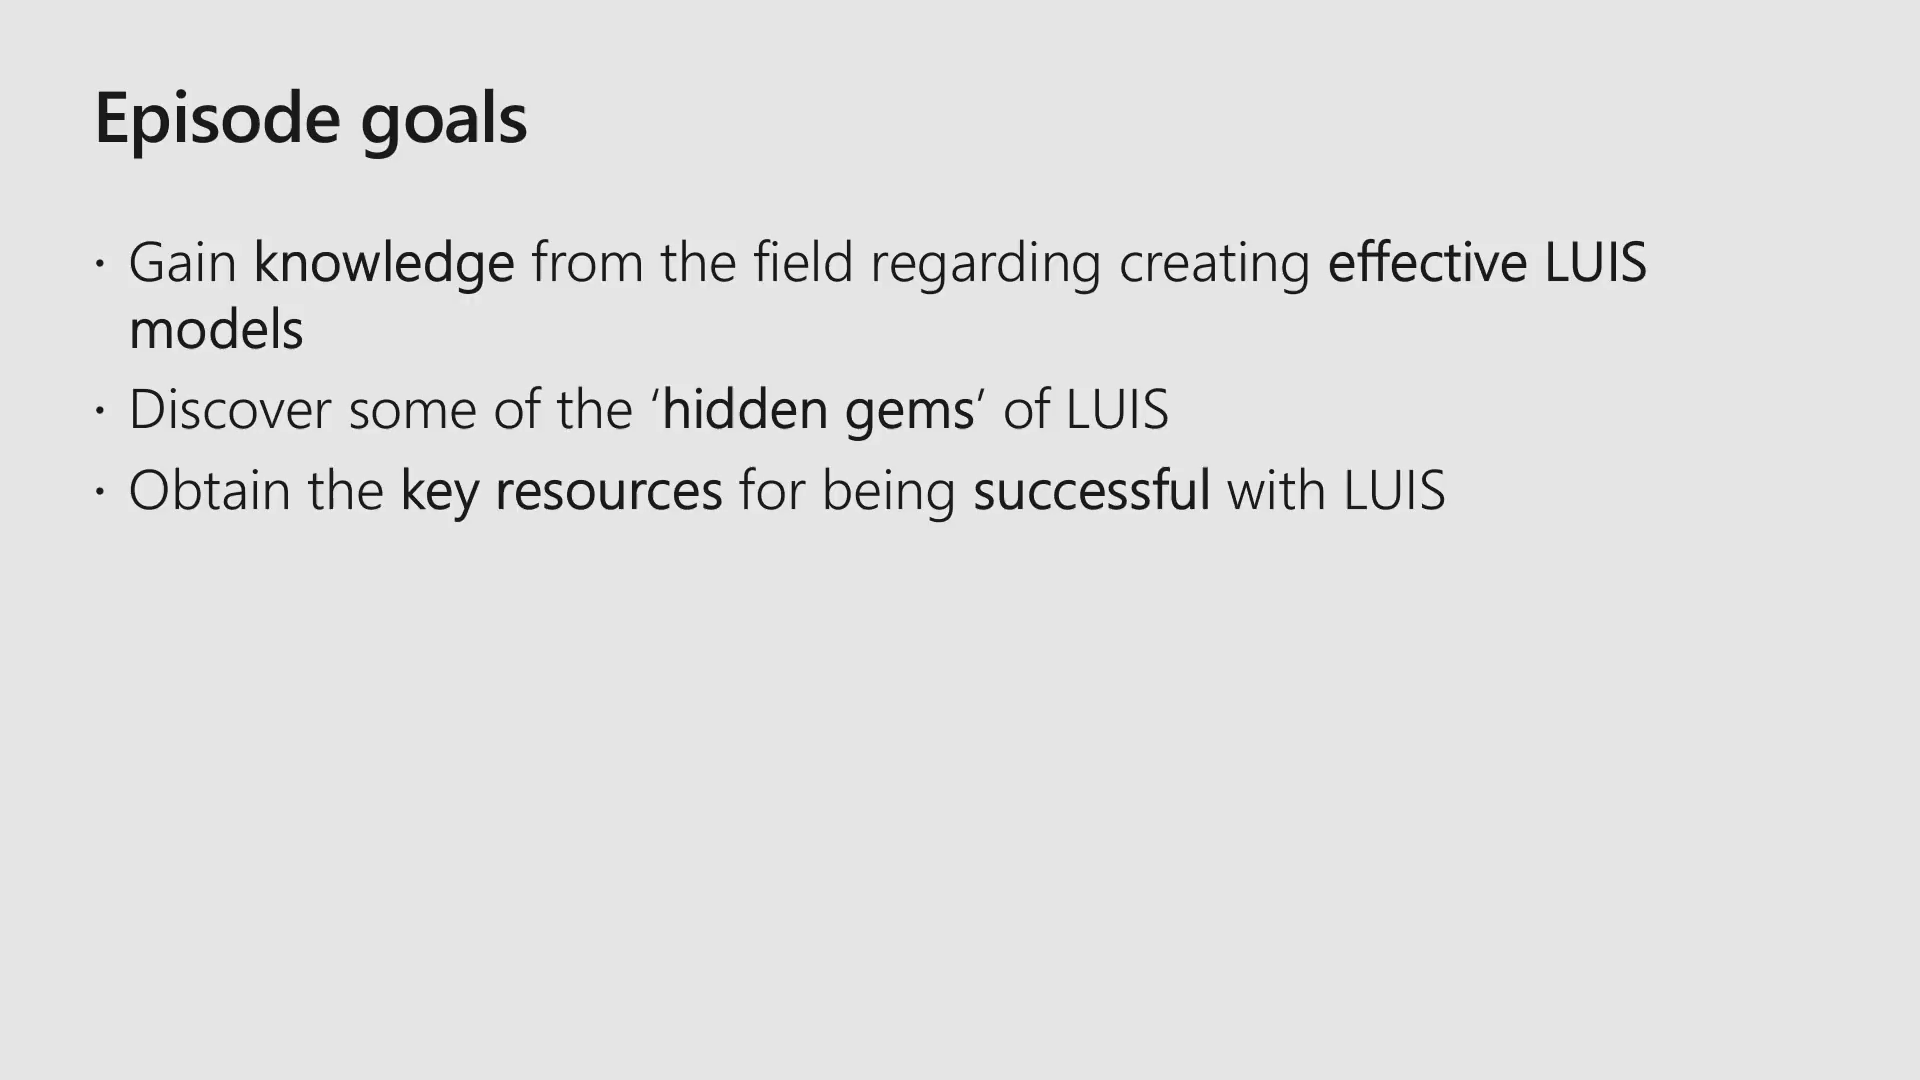 Episode goals
· Gain knowledge from the field regarding creating effective LUIS
models
· Discover some of the ‘hidden gems’ of LUIS
· Obtain the key resources for being successful with LUIS